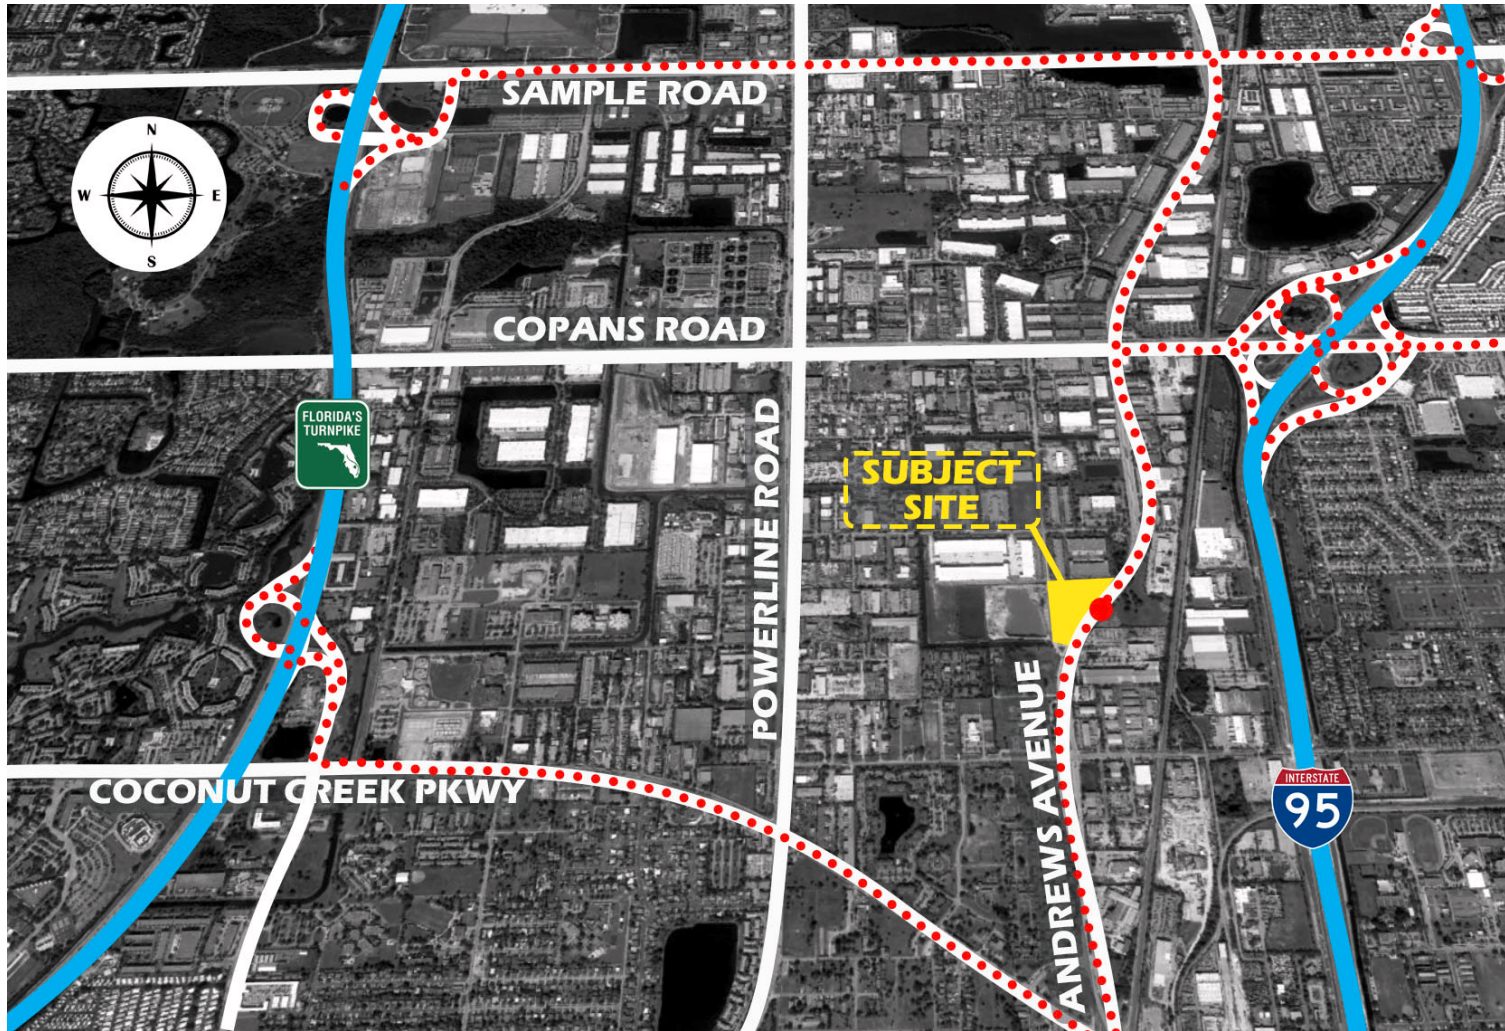 SAMPLE ROAD
N
W
E
S
COPANS ROAD
FLORIDA'S
TURNPIKE
POWERLINE ROAD
SUBJECT
SITE
ANDREWS AVENUE
COCONUT CREEK PKWY
INTERSTATE
95